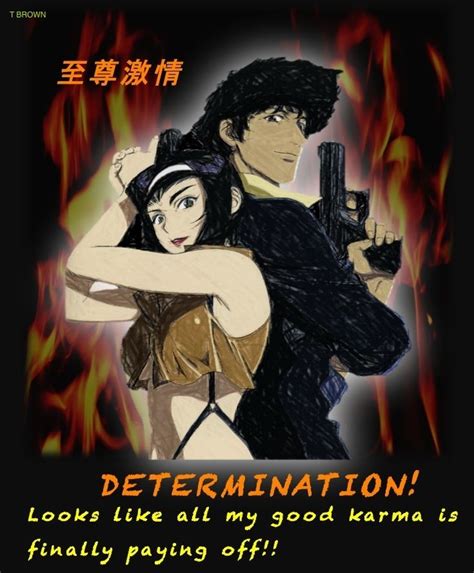 T BROWN
至尊激情
DETERMINATION!
Looks like all my good karma is
finally paying off!!